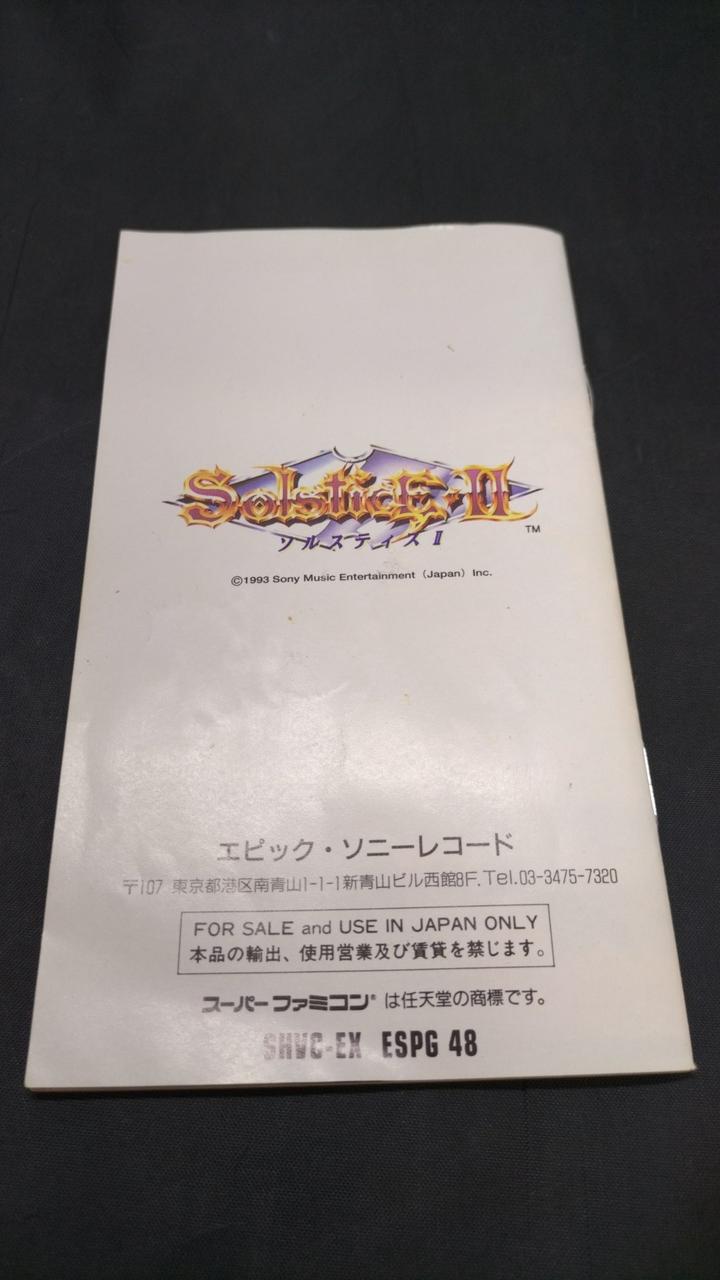 SolsticE・II
TM
ソルスティスII
©1993 Sony Music Entertainment（Japan）Inc.
エピック・ソニーレコード
〒107 東京都港区南青山1-1-1新青山ビル西館8F. Tel.03-3475-7320
FOR SALE and USE IN JAPAN ONLY
本品の輸出、使用営業及び賃貸を禁じます。
スーパーファミコン® は任天堂の商標です。
SHVC-EX ESPG 48